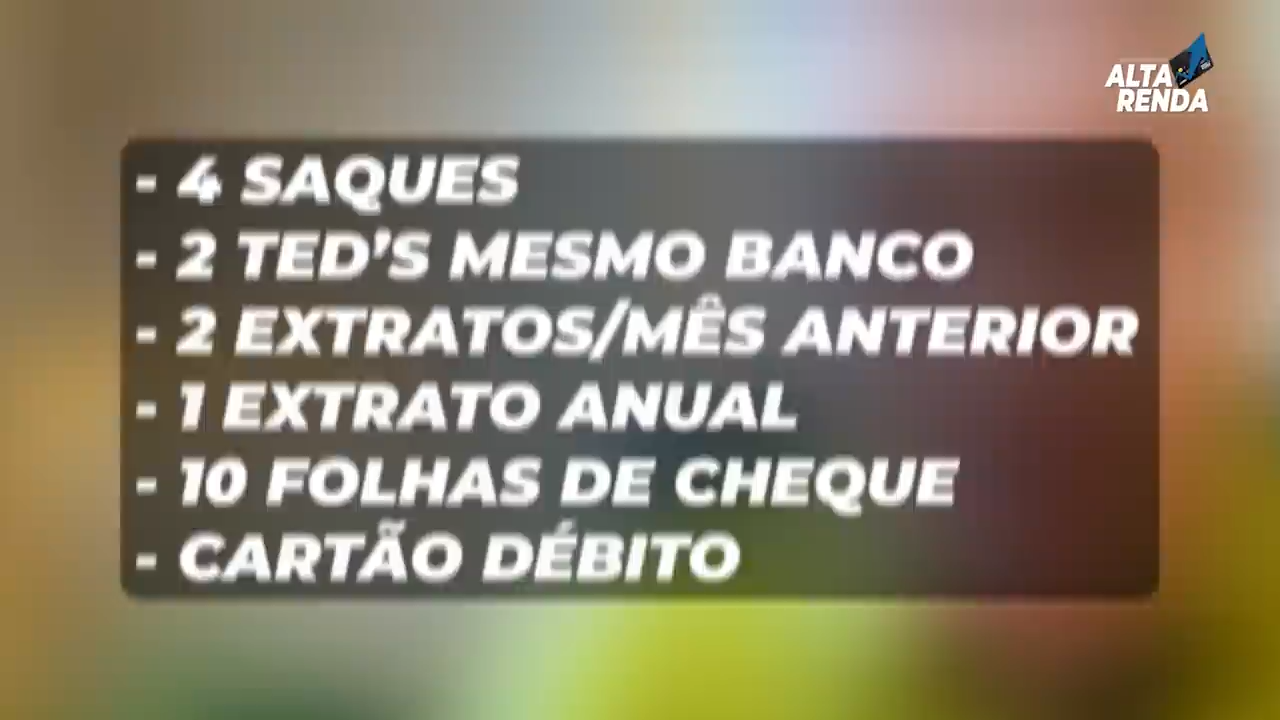 ALTA
RENDA
- 4 SAQUES
- 2 TED'S MESMO BANCO
- 2 EXTRATOS/MÊS ANTERIOR
- 1 EXTRATO ANUAL
- 10 FOLHAS DE CHEQUE
- CARTÃO DÉBITO